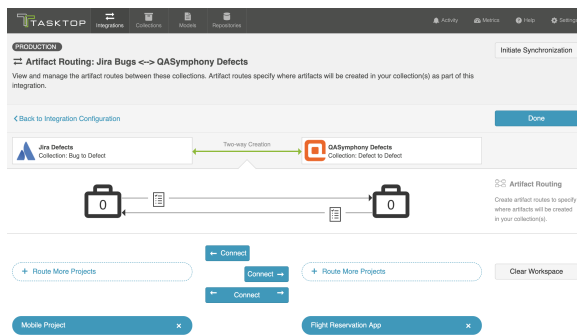 TASKTOP
Integrations
Collections
Models
Repositories
Activity
Metrics
Help
Settings
PRODUCTION
Artifact Routing: Jira Bugs <--> QASymphony Defects
Initiate Synchronization
View and manage the artifact routes between these collections. Artifact routes specify where artifacts will be created in your collection(s) as part of this
integration.
Back to Integration Configuration
Done
Jira Defects
Collection: Bug to Defect
Two-way Creation
QASymphony Defects
Collection: Defect to Defect
0
0
Artifact Routing
Create artifact routes to specify
where artifacts will be created
in your collection(s).
← Connect
+ Route More Projects
Connect →
+ Route More Projects
Clear Workspace
← Connect →
Mobile Project ×
Flight Reservation App ×